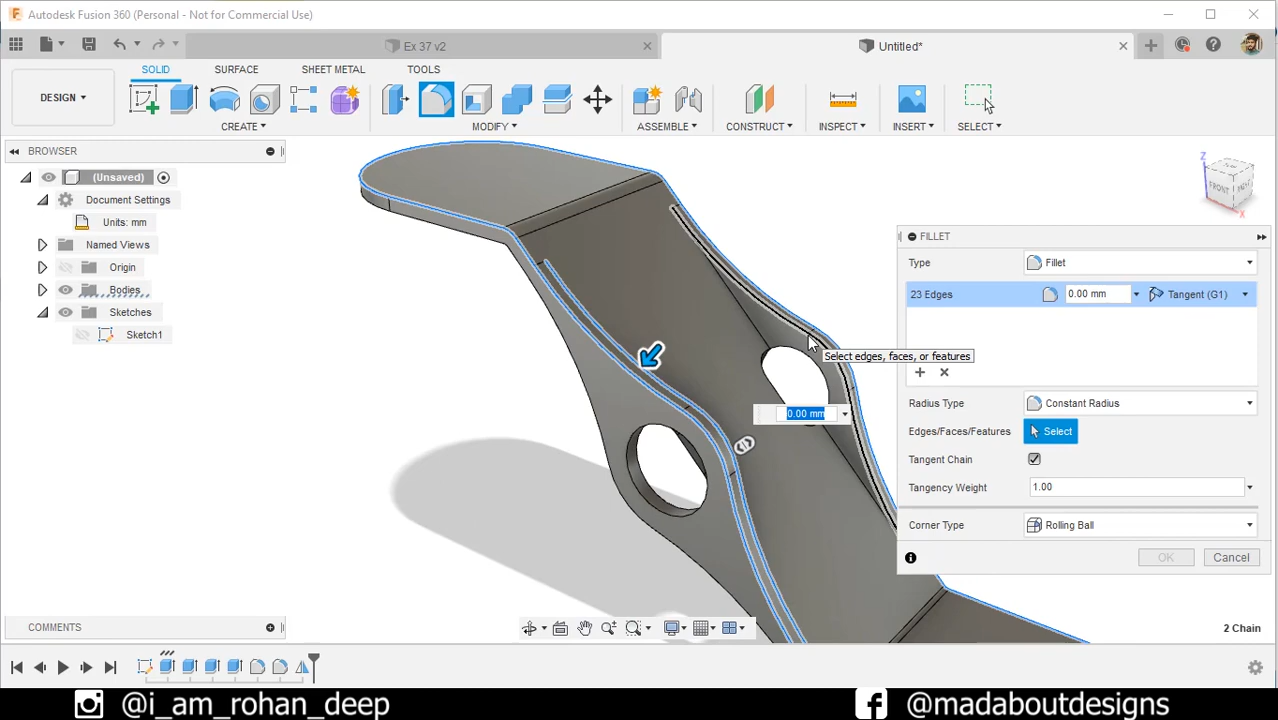 Autodesk Fusion 360 (Personal - Not for Commercial Use)
Ex 37 v2
Untitled*
DESIGN
SOLID SURFACE SHEET METAL TOOLS
CREATE MODIFY ASSEMBLE CONSTRUCT INSPECT INSERT SELECT
BROWSER
(Unsaved)
Document Settings
Units: mm
Named Views
Origin
Bodies
Sketches
Sketch1
Z
FRONT
X
FILLET
Type Fillet
23 Edges 0.00 mm Tangent (G1)
Select edges, faces, or features
Radius Type Constant Radius
0.00 mm
Edges/Faces/Features Select
Tangent Chain
Tangency Weight 1.00
Corner Type Rolling Ball
OK Cancel
COMMENTS
2 Chain
@i_am_rohan_deep @madaboutdesigns